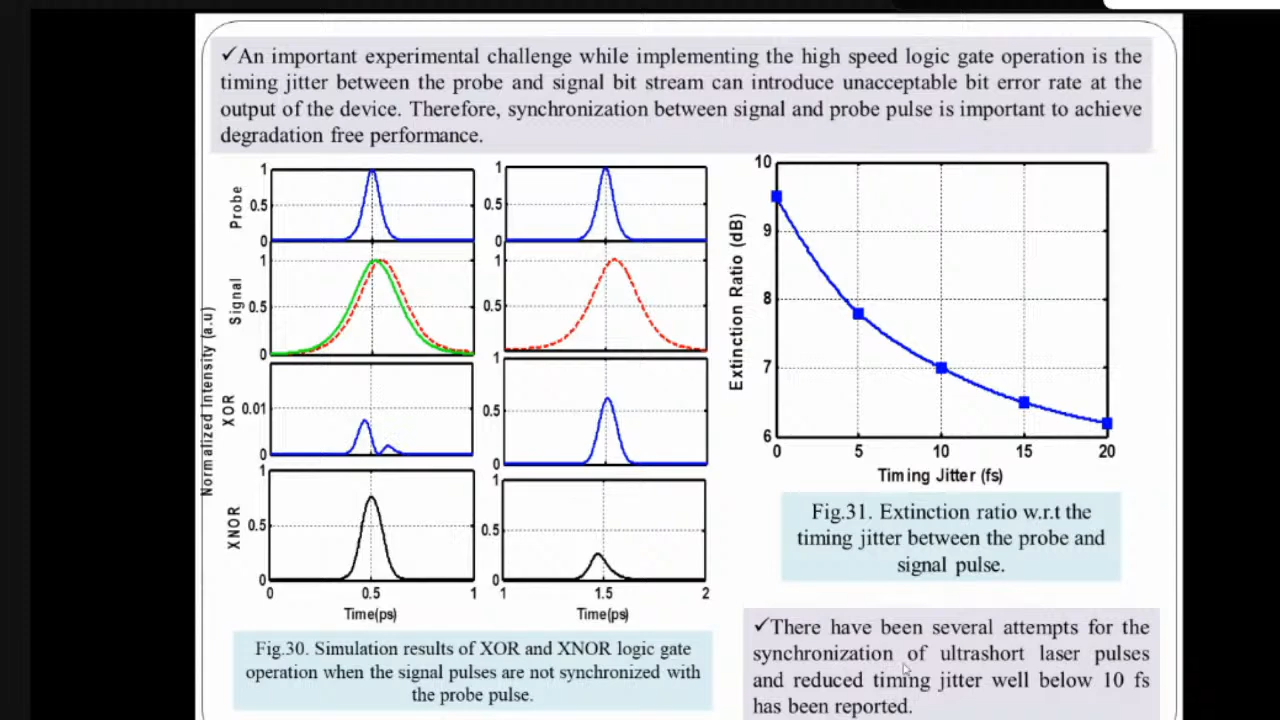 ✓An important experimental challenge while implementing the high speed logic gate operation is the
timing jitter between the probe and signal bit stream can introduce unacceptable bit error rate at the
output of the device. Therefore, synchronization between signal and probe pulse is important to achieve
degradation free performance.
Normalized Intensity (a.u)
Probe
1
0.5
0
1
0.5
0
Signal
1
0.5
0
1
0.5
XOR
0.01
0
1
0.5
0
XNOR
1
0.5
0
1
0.5
0
0
0.5
1
Time(ps)
1
1.5
2
Time(ps)
Fig.30. Simulation results of XOR and XNOR logic gate
operation when the signal pulses are not synchronized with
the probe pulse.
Extinction Ratio (dB)
10
9
8
7
6
0
5
10
15
20
Timing Jitter (fs)
Fig.31. Extinction ratio w.r.t the
timing jitter between the probe and
signal pulse.
✓There have been several attempts for the
synchronization of ultrashort laser pulses
and reduced timing jitter well below 10 fs
has been reported.